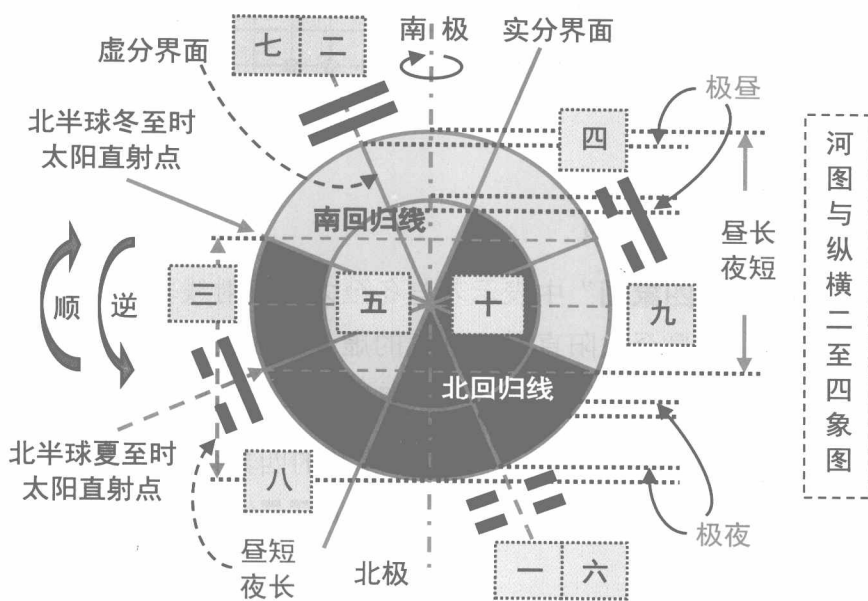 七 二
南 极
实分界面
虚分界面
极昼
四
北半球冬至时
太阳直射点
南回归线
昼长
夜短
顺
逆
三
五
十
九
北回归线
北半球夏至时
太阳直射点
八
极夜
昼短
夜长
北极
一 六
河图与纵横二至四象图